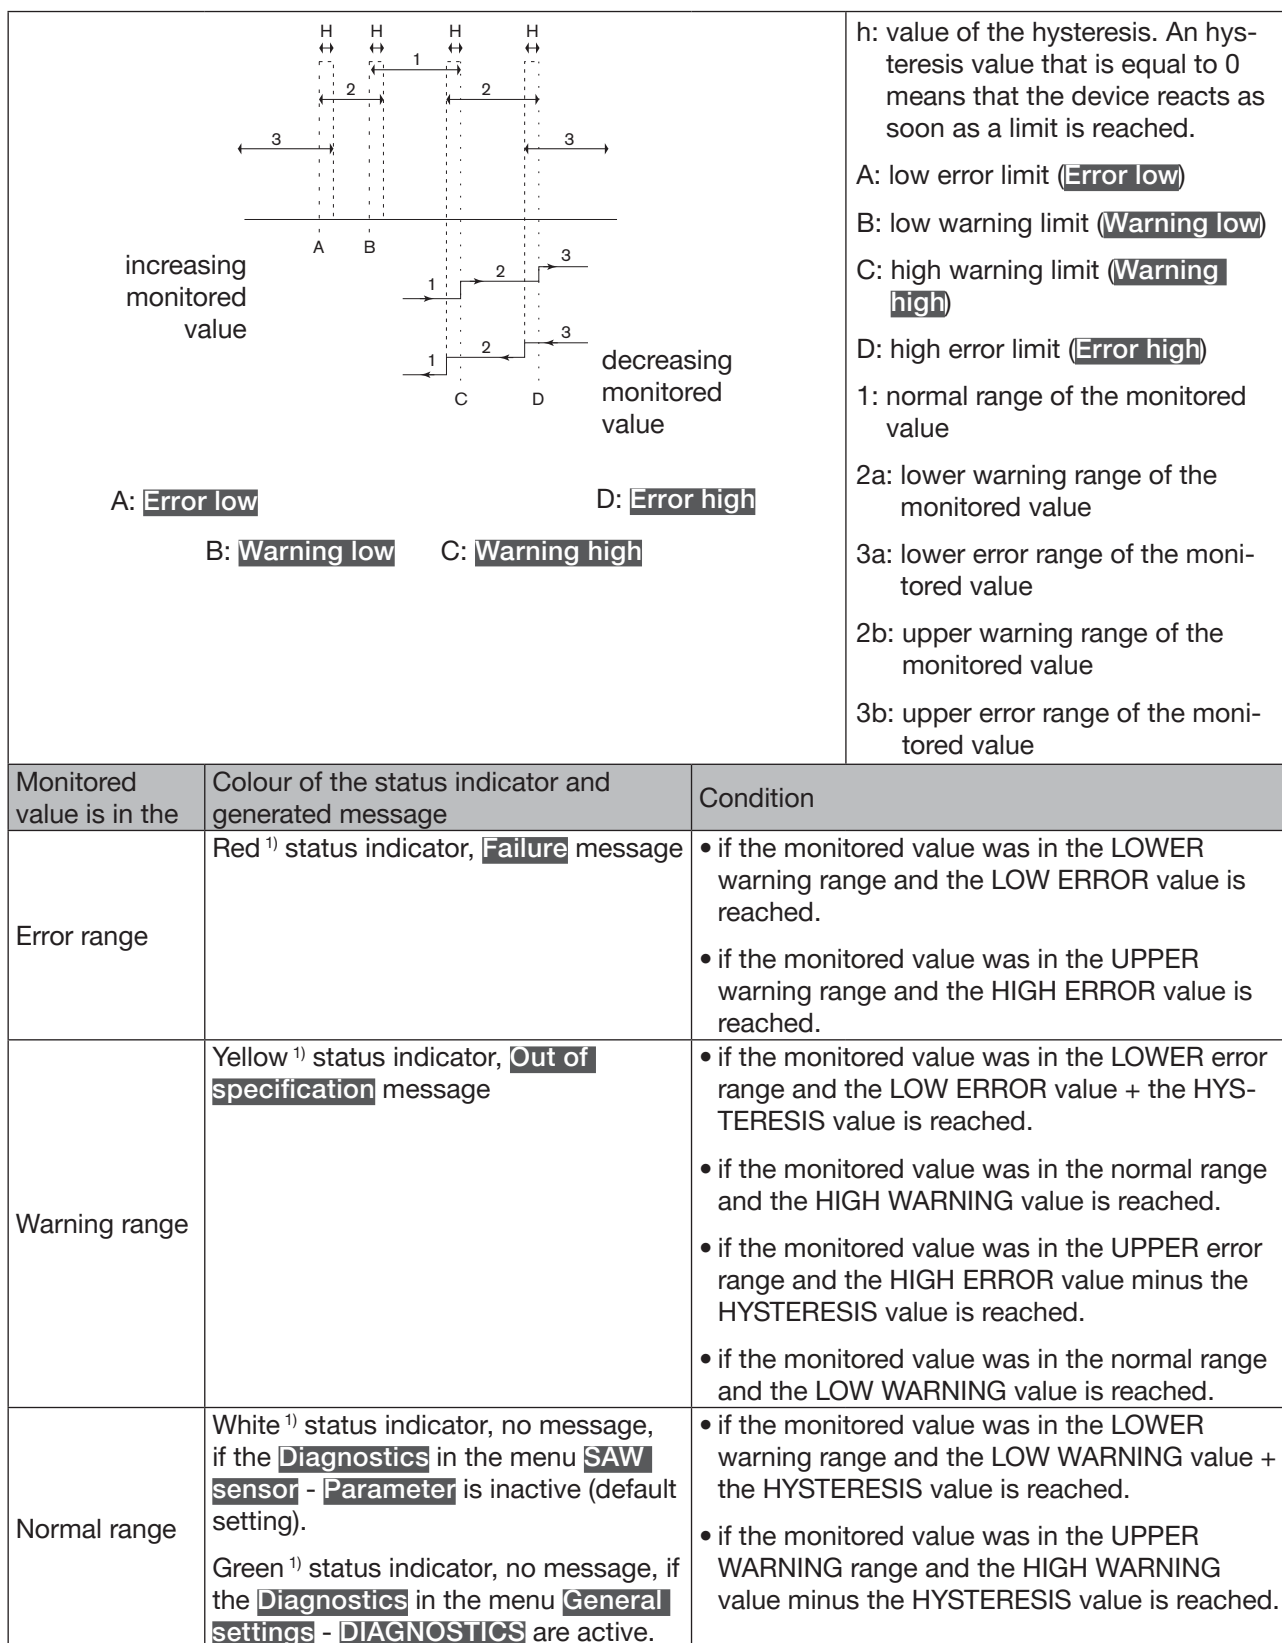 H H H H
1
2 2
3 3
A B
increasing
monitored
value
1 2 3
1 2 3
decreasing
monitored
value
C D
A: Error low
D: Error high
B: Warning low
C: Warning high
h: value of the hysteresis. An hys-
teresis value that is equal to 0
means that the device reacts as
soon as a limit is reached.
A: low error limit (Error low)
B: low warning limit (Warning low)
C: high warning limit (Warning
high)
D: high error limit (Error high)
1: normal range of the monitored
value
2a: lower warning range of the
monitored value
3a: lower error range of the moni-
tored value
2b: upper warning range of the
monitored value
3b: upper error range of the moni-
tored value
Monitored
value is in the
Colour of the status indicator and
generated message
Condition
Error range
Red 1) status indicator, Failure message
• if the monitored value was in the LOWER
warning range and the LOW ERROR value is
reached.
• if the monitored value was in the UPPER
warning range and the HIGH ERROR value is
reached.
Warning range
Yellow 1) status indicator, Out of
specification message
• if the monitored value was in the LOWER error
range and the LOW ERROR value + the HYS-
TERESIS value is reached.
• if the monitored value was in the normal range
and the HIGH WARNING value is reached.
• if the monitored value was in the UPPER error
range and the HIGH ERROR value minus the
HYSTERESIS value is reached.
• if the monitored value was in the normal range
and the LOW WARNING value is reached.
Normal range
White 1) status indicator, no message,
if the Diagnostics in the menu SAW
sensor - Parameter is inactive (default
setting).
Green 1) status indicator, no message, if
the Diagnostics in the menu General
settings - DIAGNOSTICS are active.
• if the monitored value was in the LOWER
warning range and the LOW WARNING value +
the HYSTERESIS value is reached.
• if the monitored value was in the UPPER
WARNING range and the HIGH WARNING
value minus the HYSTERESIS value is reached.